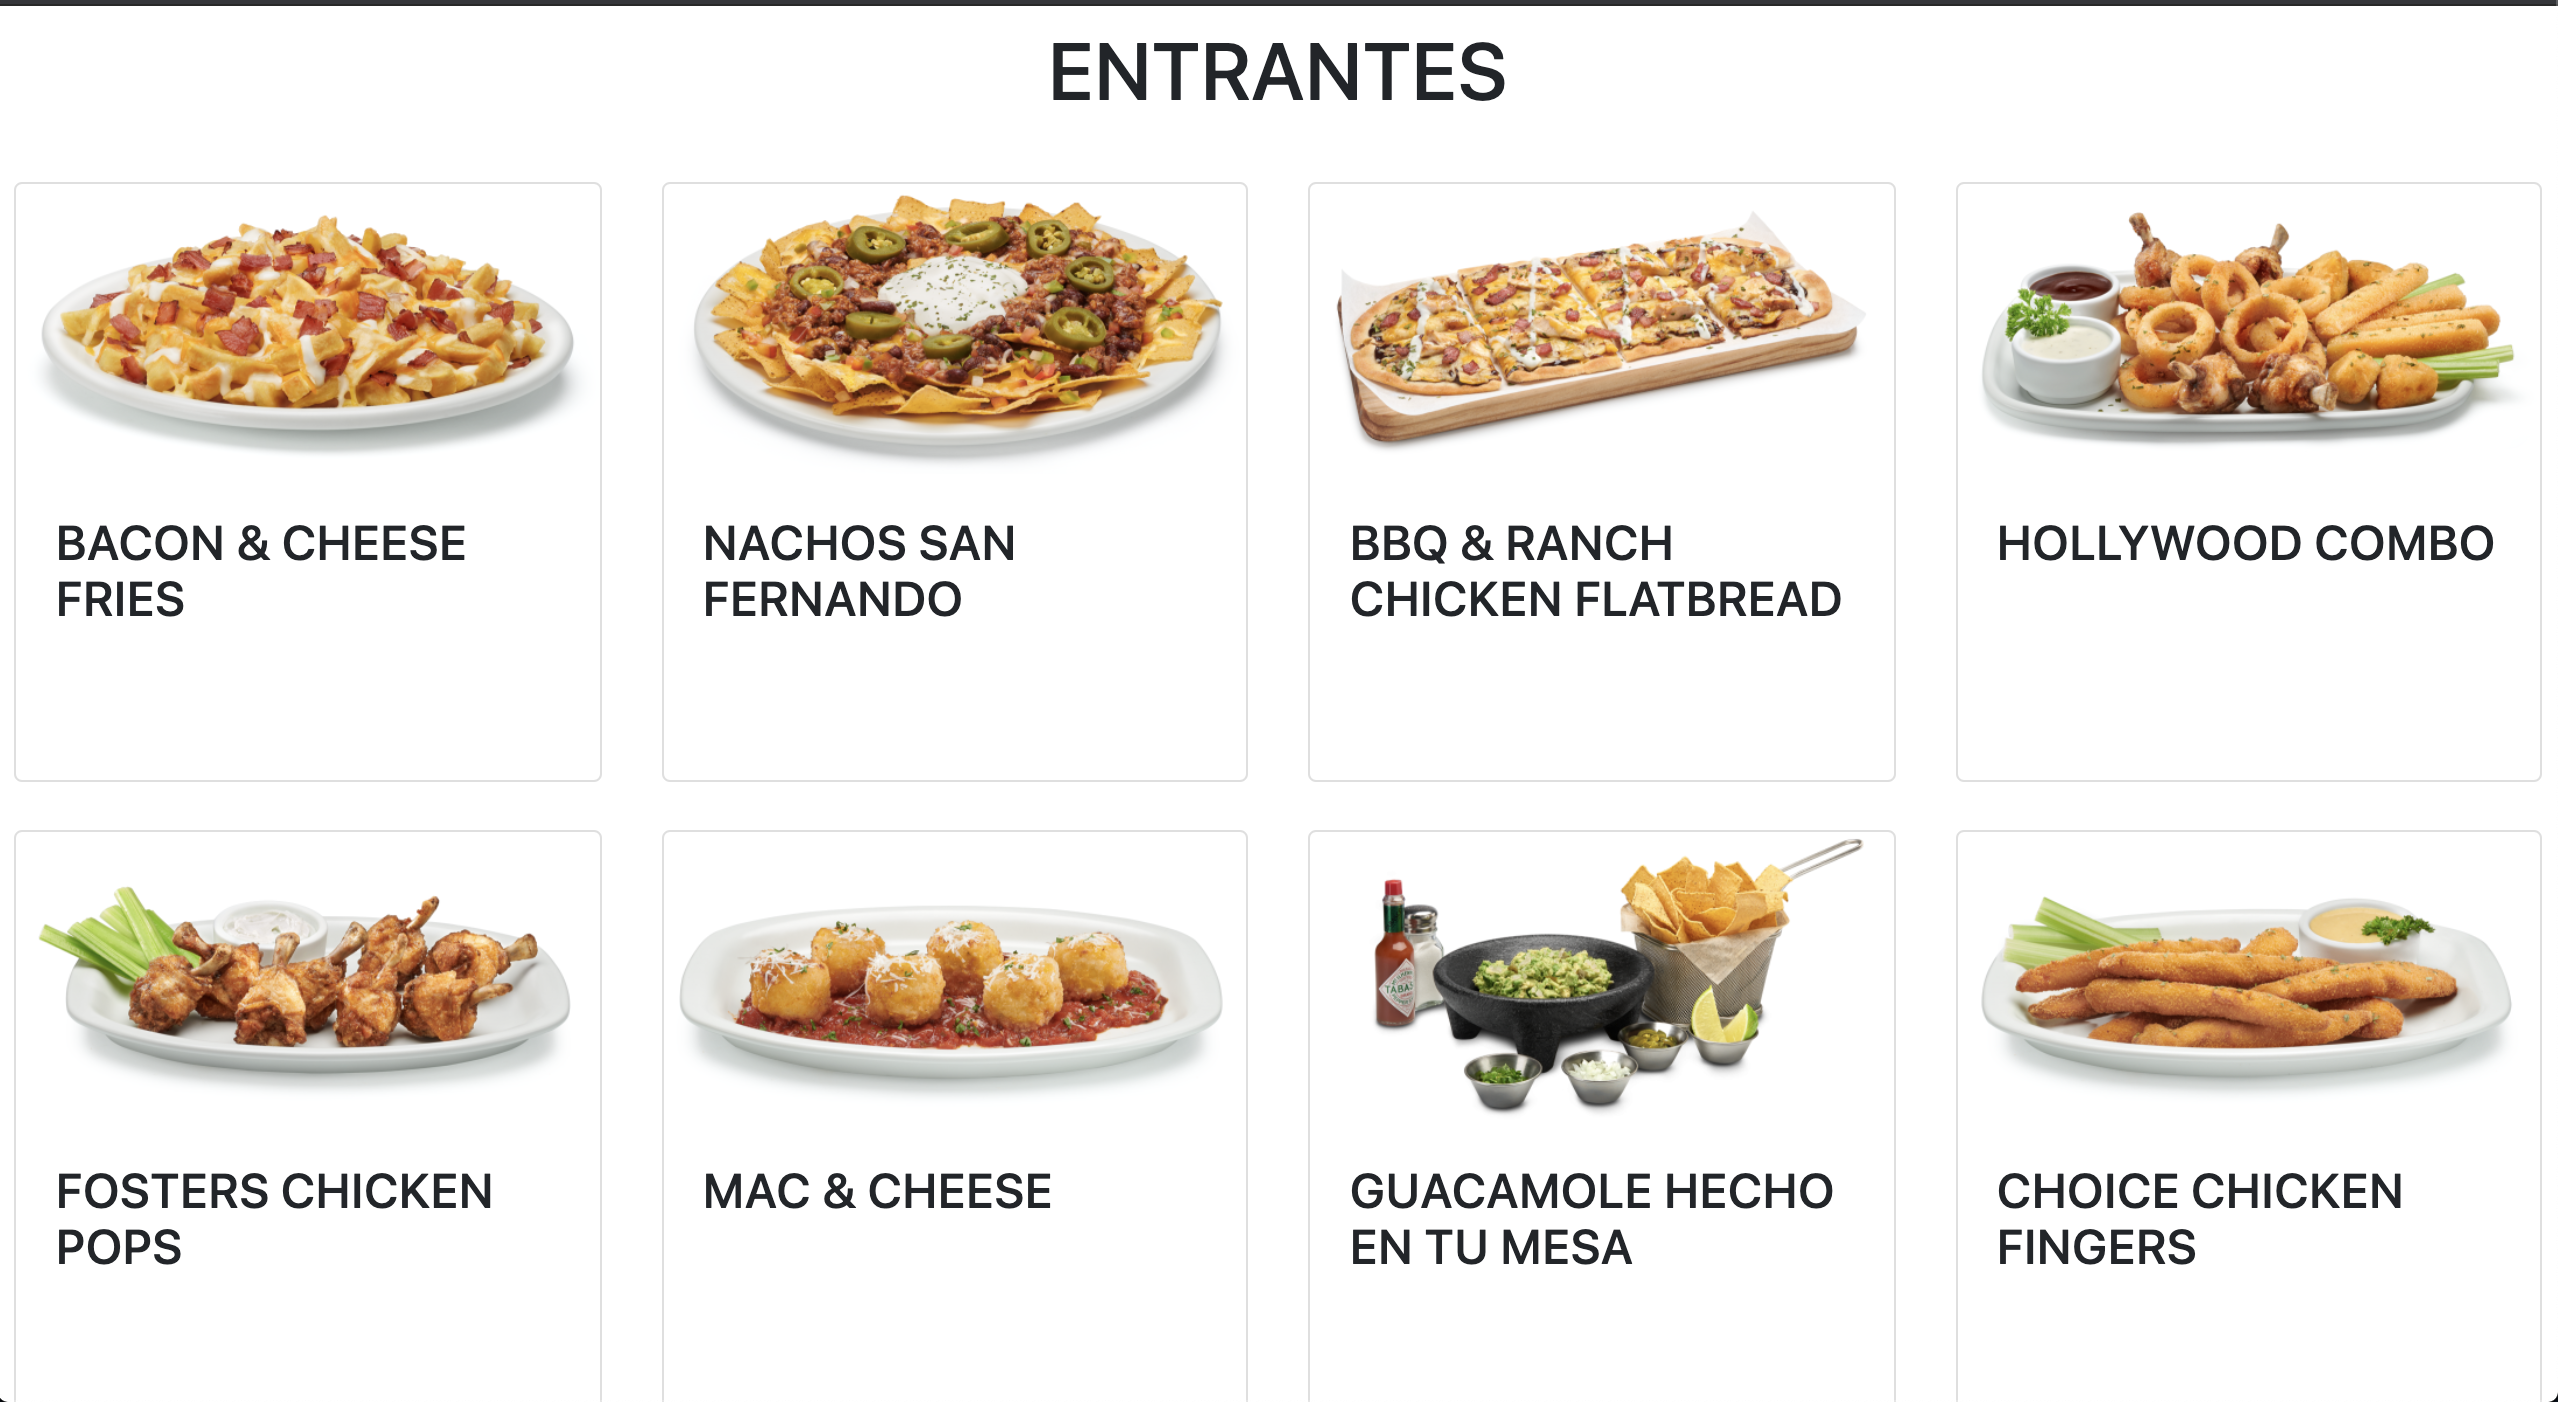 ENTRANTES
BACON & CHEESE
FRIES
NACHOS SAN
FERNANDO
BBQ & RANCH
CHICKEN FLATBREAD
HOLLYWOOD COMBO
TABAS
FOSTERS CHICKEN
POPS
MAC & CHEESE
GUACAMOLE HECHO
EN TU MESA
CHOICE CHICKEN
FINGERS